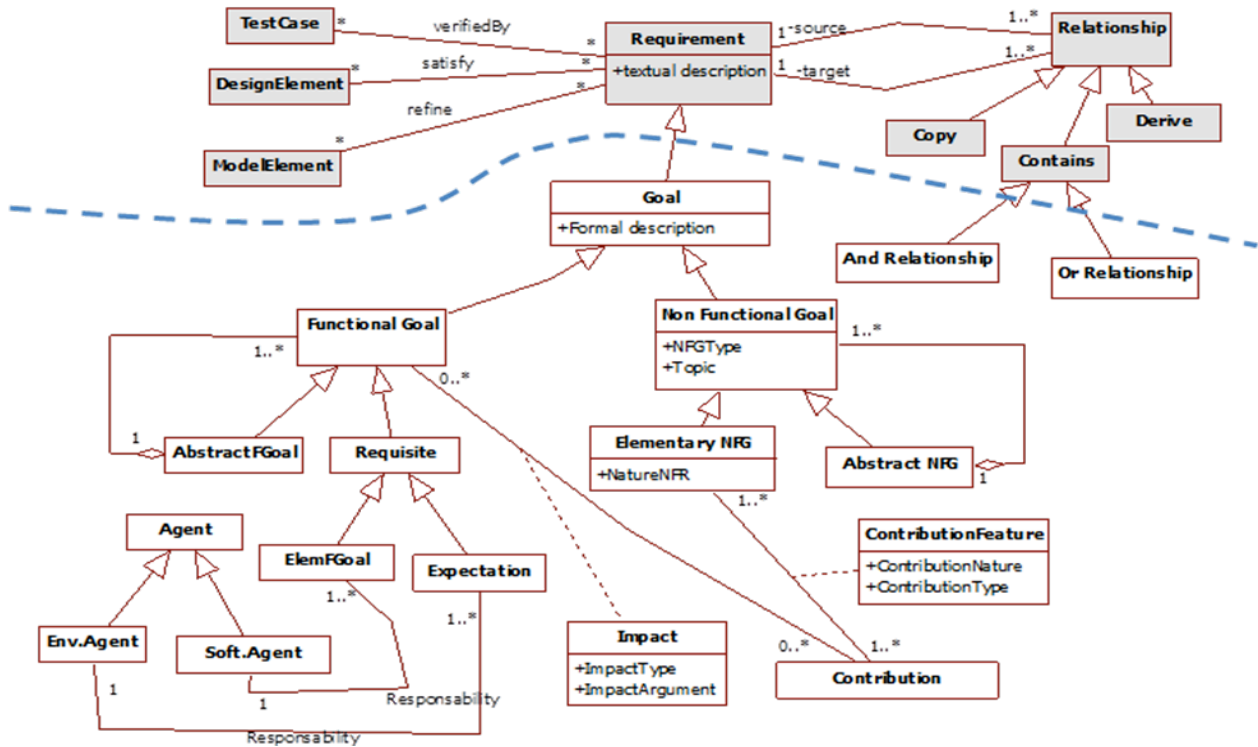 TestCase
*
verifiedBy
*
Requirement
+textual description
1
-source
1..*
Relationship
DesignElement
*
satisfy
*
1
-target
1..*
ModelElement
*
refine
*
Copy
Derive
Contains
Goal
+Formal description
And Relationship
Or Relationship
Functional Goal
1..*
0..*
Non Functional Goal
+NFGType
+Topic
1..*
1
AbstractFGoal
Requisite
Elementary NFG
+NatureNFR
Abstract NFG
1
1..*
Agent
ElemFGoal
1..*
Expectation
1..*
ContributionFeature
+ContributionNature
+ContributionType
Env.Agent
1
Soft.Agent
1
Responsability
Responsability
Impact
+ImpactType
+ImpactArgument
0..*
1..*
Contribution